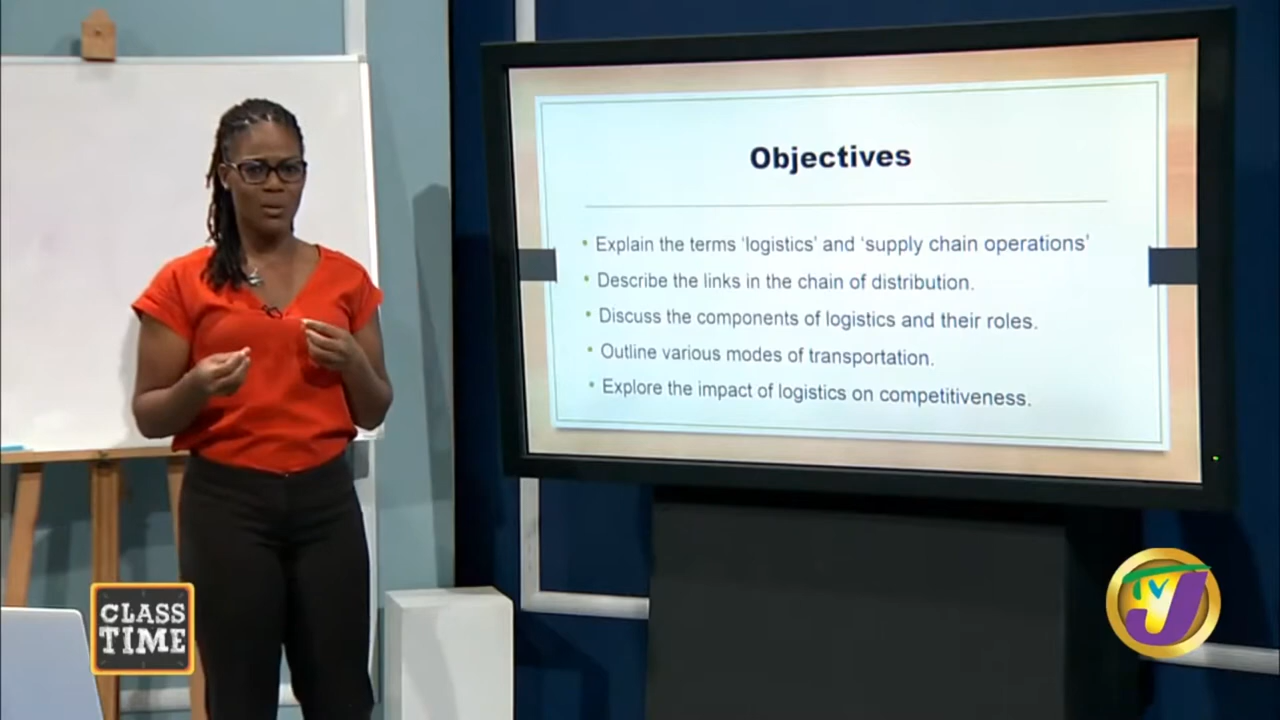 Objectives
• Explain the terms ‘logistics’ and ‘supply chain operations’
• Describe the links in the chain of distribution.
• Discuss the components of logistics and their roles.
• Outline various modes of transportation.
• Explore the impact of logistics on competitiveness.
CLASS
TIME
TVJ